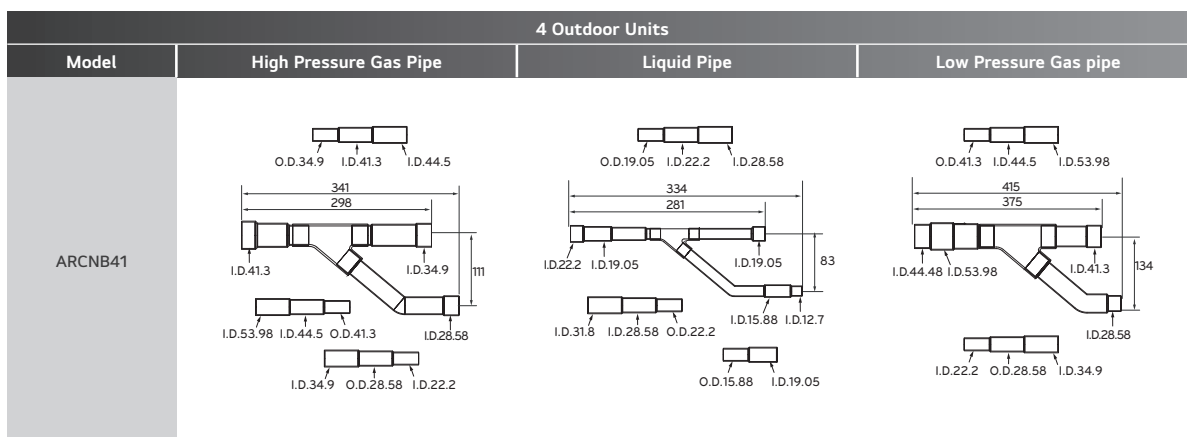 4 Outdoor Units
Model High Pressure Gas Pipe Liquid Pipe Low Pressure Gas pipe
ARCNB41
O.D.34.9 I.D.41.3 I.D.44.5
341
298
111
I.D.41.3 I.D.34.9
I.D.28.58
I.D.53.98 I.D.44.5 O.D.41.3
I.D.34.9 O.D.28.58 I.D.22.2
O.D.19.05 I.D.22.2 I.D.28.58
334
281
83
I.D.22.2 I.D.19.05 I.D.19.05
I.D.15.88 I.D.12.7
I.D.31.8 I.D.28.58 O.D.22.2
O.D.15.88 I.D.19.05
O.D.41.3 I.D.44.5 I.D.53.98
415
375
134
I.D.44.48 I.D.53.98 I.D.41.3
I.D.28.58
I.D.22.2 O.D.28.58 I.D.34.9